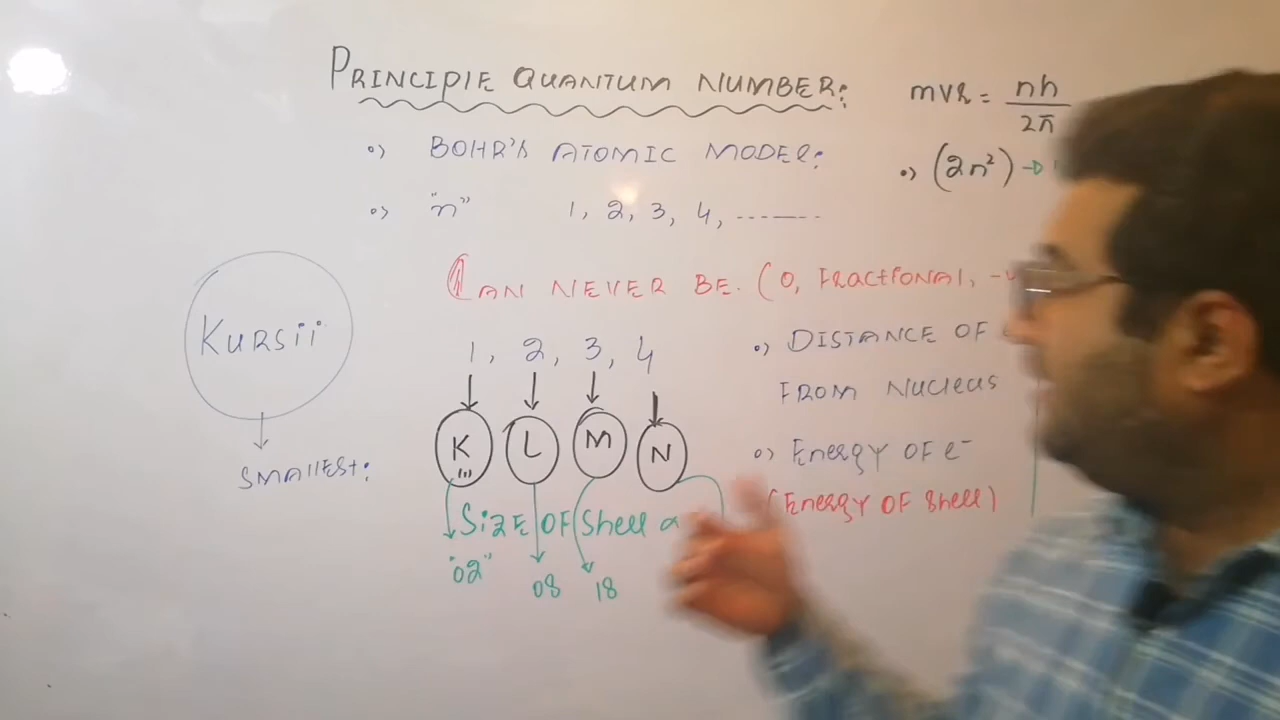 PRINCIPlE QUANTUM NUMBER:
mvr = nh/2π
•) BOHR's ATOMIC MODEL:
•) (2n²) →
•) "n" 1, 2, 3, 4, -------
CAN NEVER BE. (0, FRACTIONAL, -
Kursii
1, 2, 3, 4
•) DISTANCE OF
FROM NUCLEUS
K L M N
•) ENERGY OF e⁻
(ENERGY OF Shell)
SMAllESt:
SIZE OF Shell α
"02" 08 18